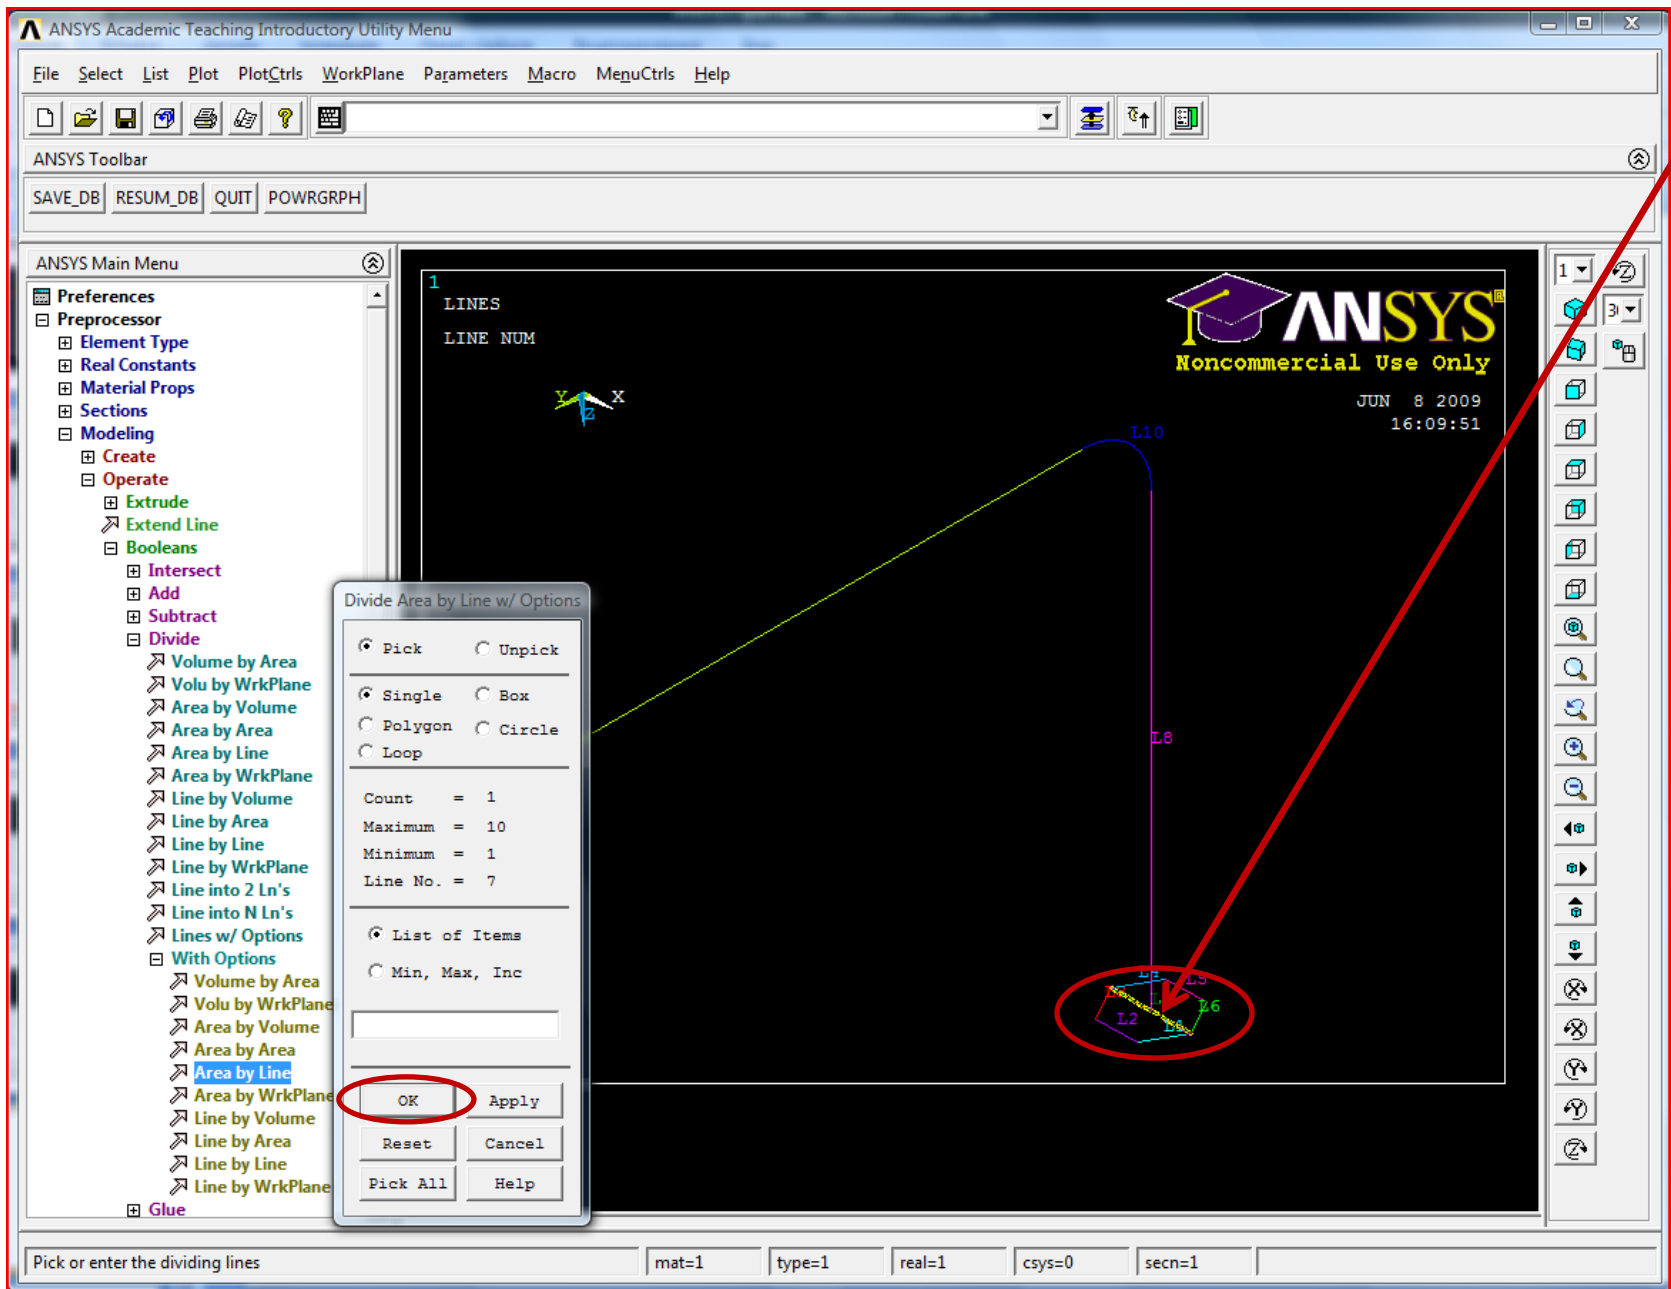 ANSYS Academic Teaching Introductory Utility Menu
File Select List Plot PlotCtrls WorkPlane Parameters Macro MenuCtrls Help
ANSYS Toolbar
SAVE_DB RESUM_DB QUIT POWRGRPH
ANSYS Main Menu
Preferences
Preprocessor
Element Type
Real Constants
Material Props
Sections
Modeling
Create
Operate
Extrude
Extend Line
Booleans
Intersect
Add
Subtract
Divide
Volume by Area
Volu by WrkPlane
Area by Volume
Area by Area
Area by Line
Area by WrkPlane
Line by Volume
Line by Area
Line by Line
Line by WrkPlane
Line into 2 Ln's
Line into N Ln's
Lines w/ Options
With Options
Volume by Area
Volu by WrkPlane
Area by Volume
Area by Area
Area by Line
Area by WrkPlane
Line by Volume
Line by Area
Line by Line
Line by WrkPlane
Glue
Divide Area by Line w/ Options
Pick Unpick
Single Box
Polygon Circle
Loop
Count = 1
Maximum = 10
Minimum = 1
Line No. = 7
List of Items
Min, Max, Inc
OK Apply
Reset Cancel
Pick All Help
1
LINES
LINE NUM
ANSYS®
Noncommercial Use Only
JUN 8 2009
16:09:51
Y X
Z
L10
L8
L4
L5
L6
L2
1
Pick or enter the dividing lines
mat=1
type=1
real=1
csys=0
secn=1